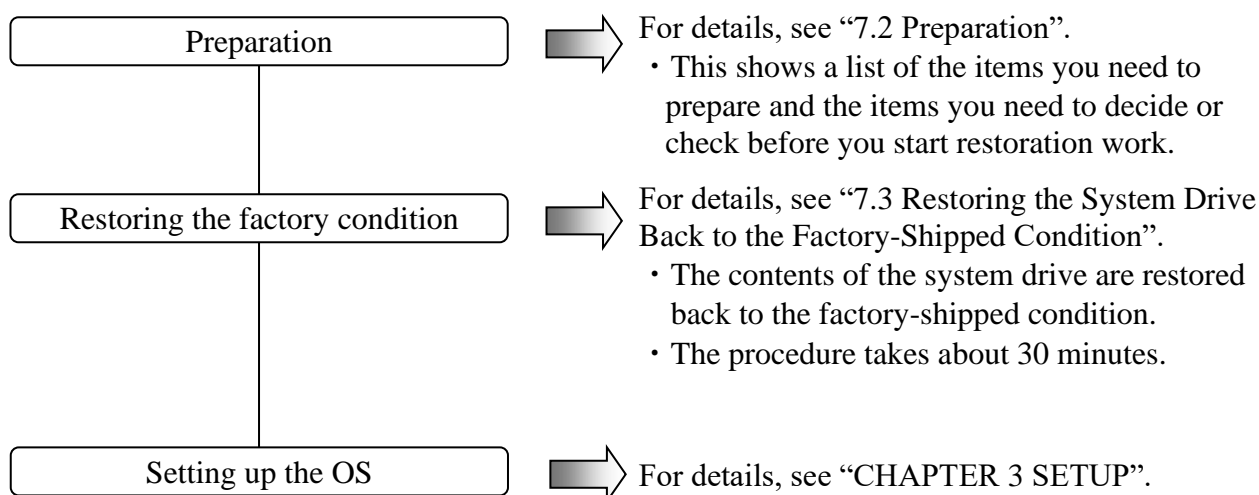 Preparation
For details, see “7.2 Preparation”.
・This shows a list of the items you need to
prepare and the items you need to decide or
check before you start restoration work.
Restoring the factory condition
For details, see “7.3 Restoring the System Drive
Back to the Factory-Shipped Condition”.
・The contents of the system drive are restored
back to the factory-shipped condition.
・The procedure takes about 30 minutes.
Setting up the OS
For details, see “CHAPTER 3 SETUP”.